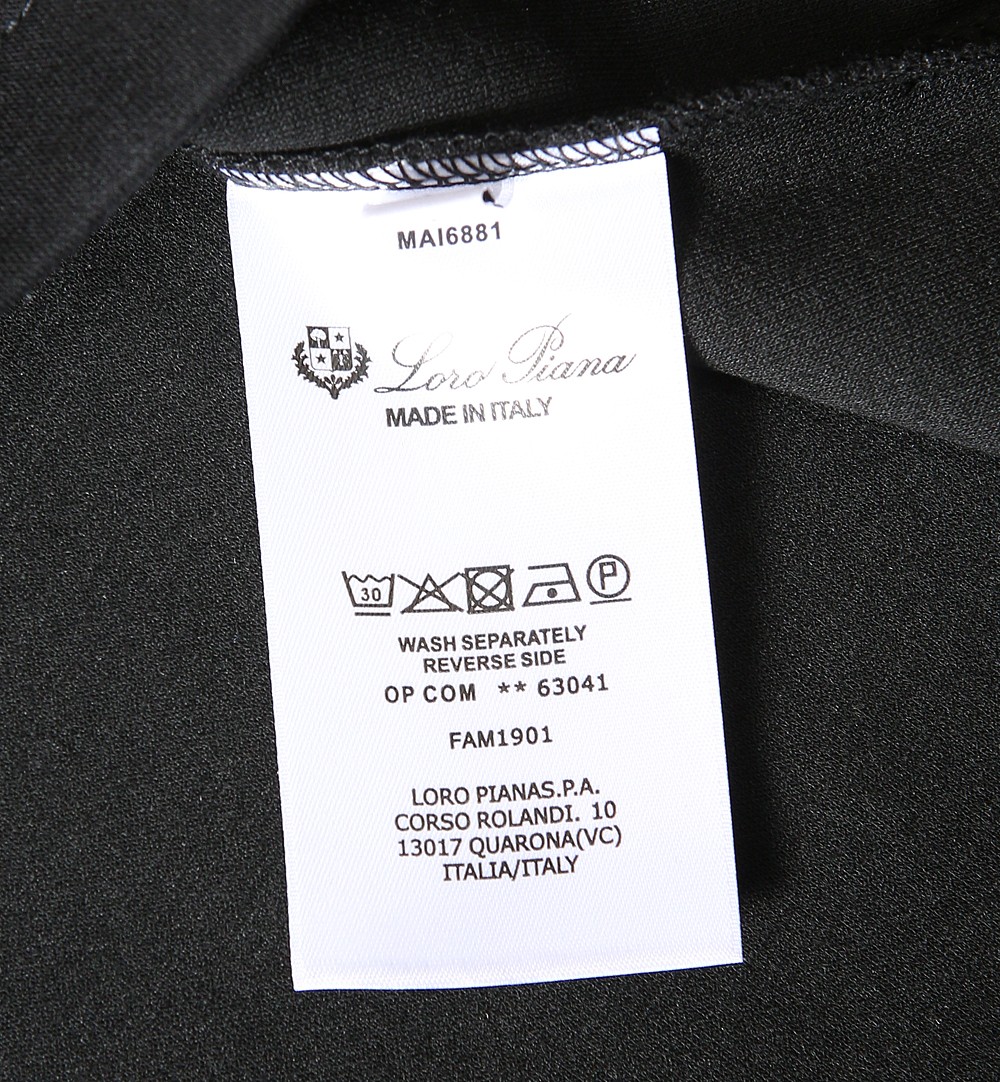 MAI6881
Loro Piana
MADE IN ITALY
30
P
WASH SEPARATELY
REVERSE SIDE
OP COM ** 63041
FAM1901
LORO PIANAS.P.A.
CORSO ROLANDI. 10
13017 QUARONA(VC)
ITALIA/ITALY